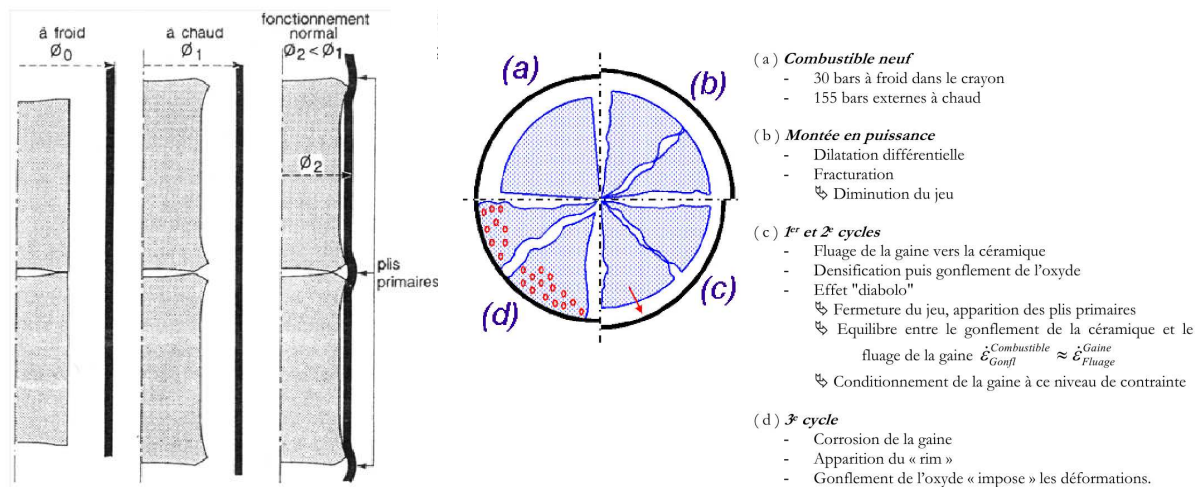 à froid
Ø0
à chaud
Ø1
fonctionnement
normal
Ø2 < Ø1
Ø2
plis
primaires
(a)
(b)
(c)
(d)
( a ) Combustible neuf
- 30 bars à froid dans le crayon
- 155 bars externes à chaud
( b ) Montée en puissance
- Dilatation différentielle
- Fracturation
↳ Diminution du jeu
( c ) 1er et 2e cycles
- Fluage de la gaine vers la céramique
- Densification puis gonflement de l'oxyde
- Effet "diabolo"
↳ Fermeture du jeu, apparition des plis primaires
↳ Equilibre entre le gonflement de la céramique et le
fluage de la gaine ε̇ Combustible Gonfl ≈ ε̇ Gaine Fluage
↳ Conditionnement de la gaine à ce niveau de contrainte
( d ) 3e cycle
- Corrosion de la gaine
- Apparition du « rim »
- Gonflement de l'oxyde « impose » les déformations.